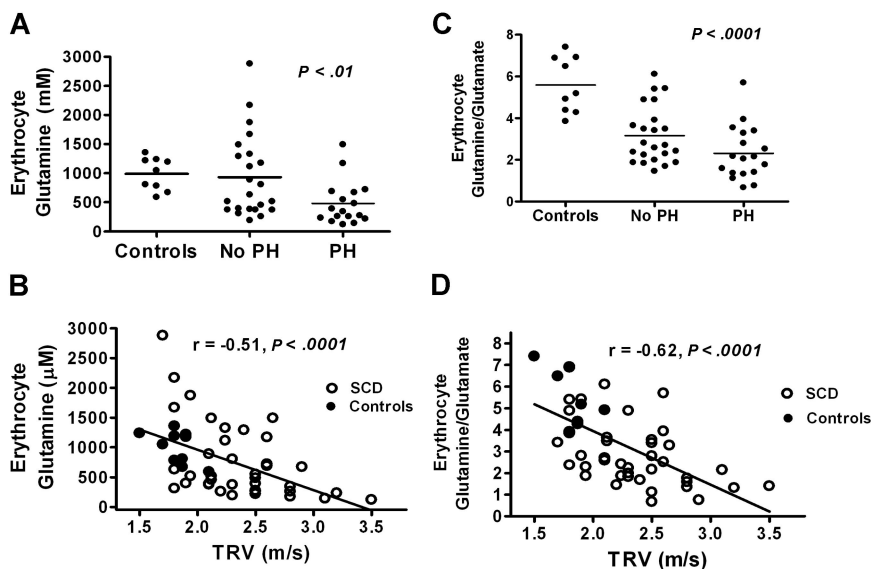 A
P < .01
Erythrocyte
Glutamine (mM)
3000
2500
2000
1500
1000
500
0
Controls No PH PH
C
P < .0001
Erythrocyte
Glutamine/Glutamate
8
6
4
2
0
Controls No PH PH
B
r = -0.51, P < .0001
SCD
Controls
Erythrocyte
Glutamine (μM)
3000
2500
2000
1500
1000
500
0
1.5 2.0 2.5 3.0 3.5
TRV (m/s)
D
r = -0.62, P < .0001
SCD
Controls
Erythrocyte
Glutamine/Glutamate
8
7
6
5
4
3
2
1
0
1.5 2.0 2.5 3.0 3.5
TRV (m/s)